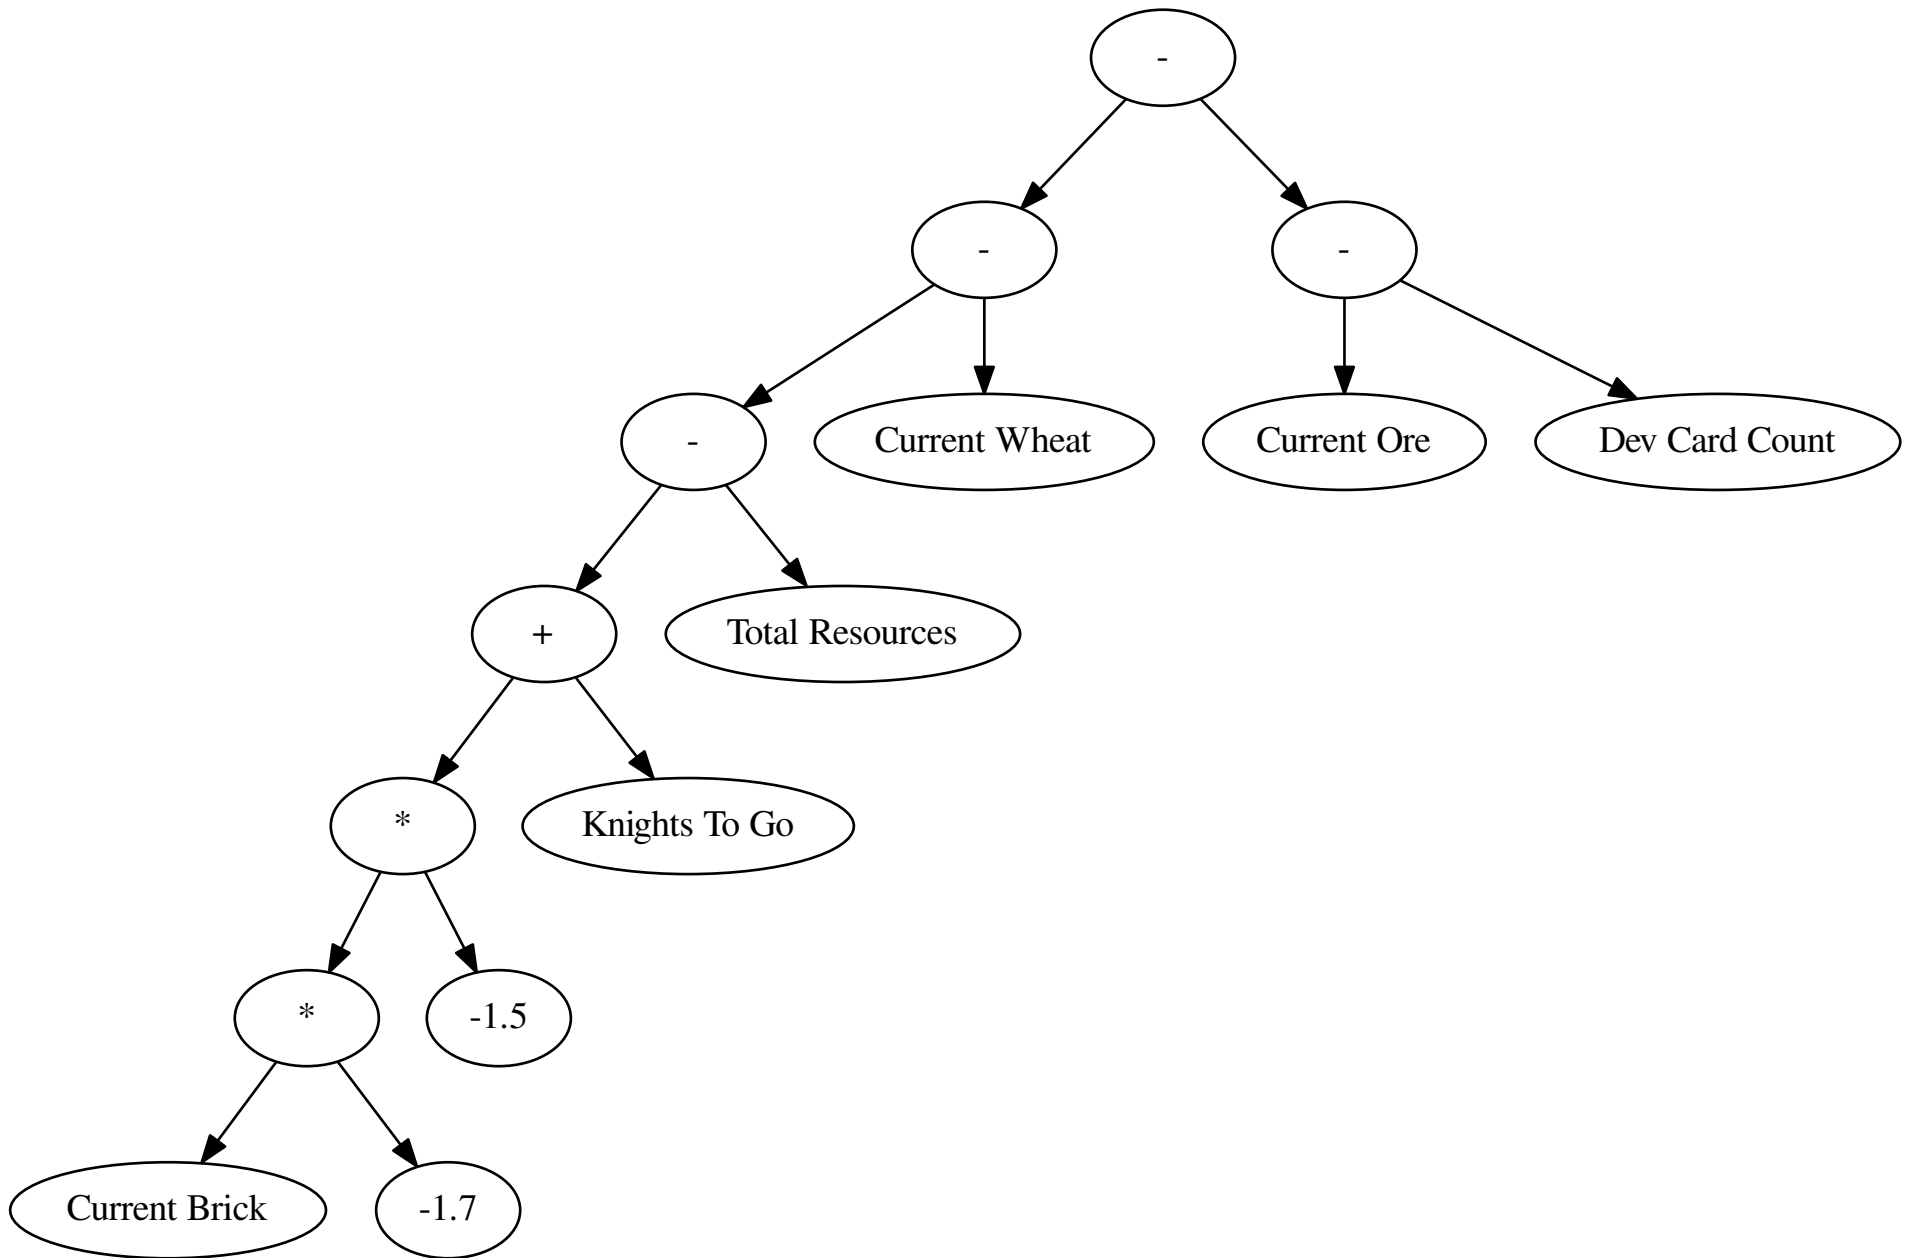 -
-
-
-
Current Wheat
Current Ore
Dev Card Count
+
Total Resources
*
Knights To Go
*
-1.5
Current Brick
-1.7